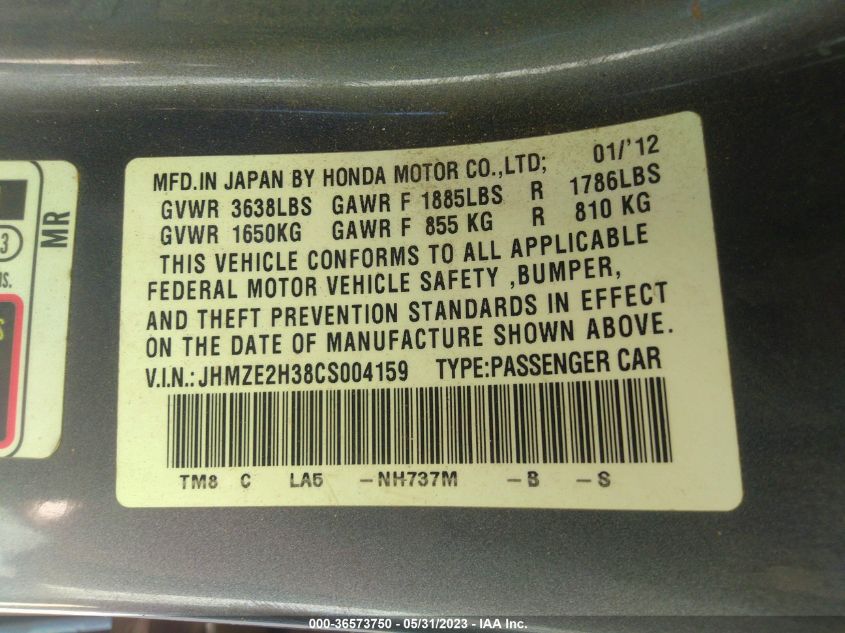 MFD.IN JAPAN BY HONDA MOTOR CO.,LTD; 01/'12
GVWR 3638LBS GAWR F 1885LBS R 1786LBS
GVWR 1650KG GAWR F 855 KG R 810 KG
THIS VEHICLE CONFORMS TO ALL APPLICABLE
FEDERAL MOTOR VEHICLE SAFETY ,BUMPER,
AND THEFT PREVENTION STANDARDS IN EFFECT
ON THE DATE OF MANUFACTURE SHOWN ABOVE.
V.I.N.: JHMZE2H38CS004159 TYPE:PASSENGER CAR
TM8 C LA5 -NH737M -B -S
MR
3
000-36573750 - 05/31/2023 - IAA Inc.